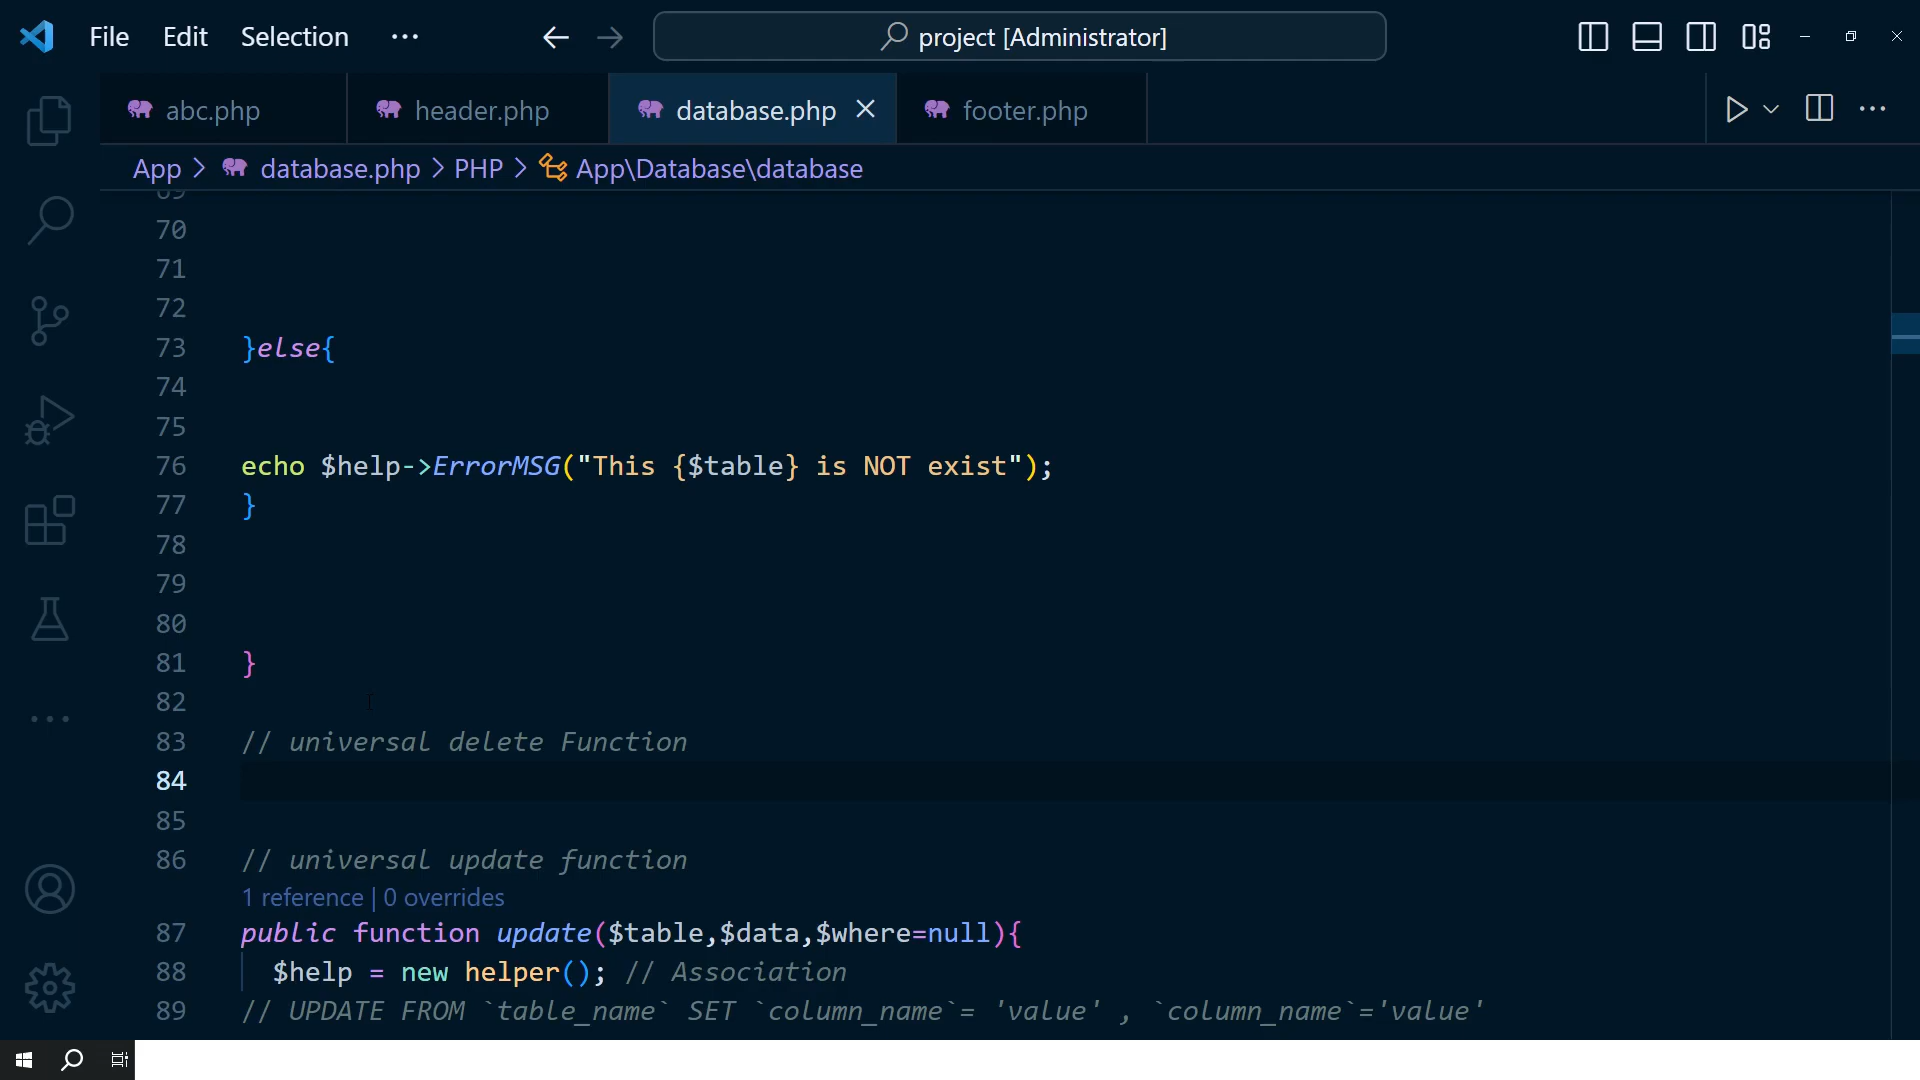 File Edit Selection ···
project [Administrator]
abc.php header.php database.php footer.php
App > database.php > PHP > App\Database\database
69
70
71
72
73 }else{
74
75
76 echo $help->ErrorMSG("This {$table} is NOT exist");
77 }
78
79
80
81 }
82
83 // universal delete Function
84
85
86 // universal update function
1 reference | 0 overrides
87 public function update($table,$data,$where=null){
88 $help = new helper(); // Association
89 // UPDATE FROM `table_name` SET `column_name`= 'value' , `column_name`='value'